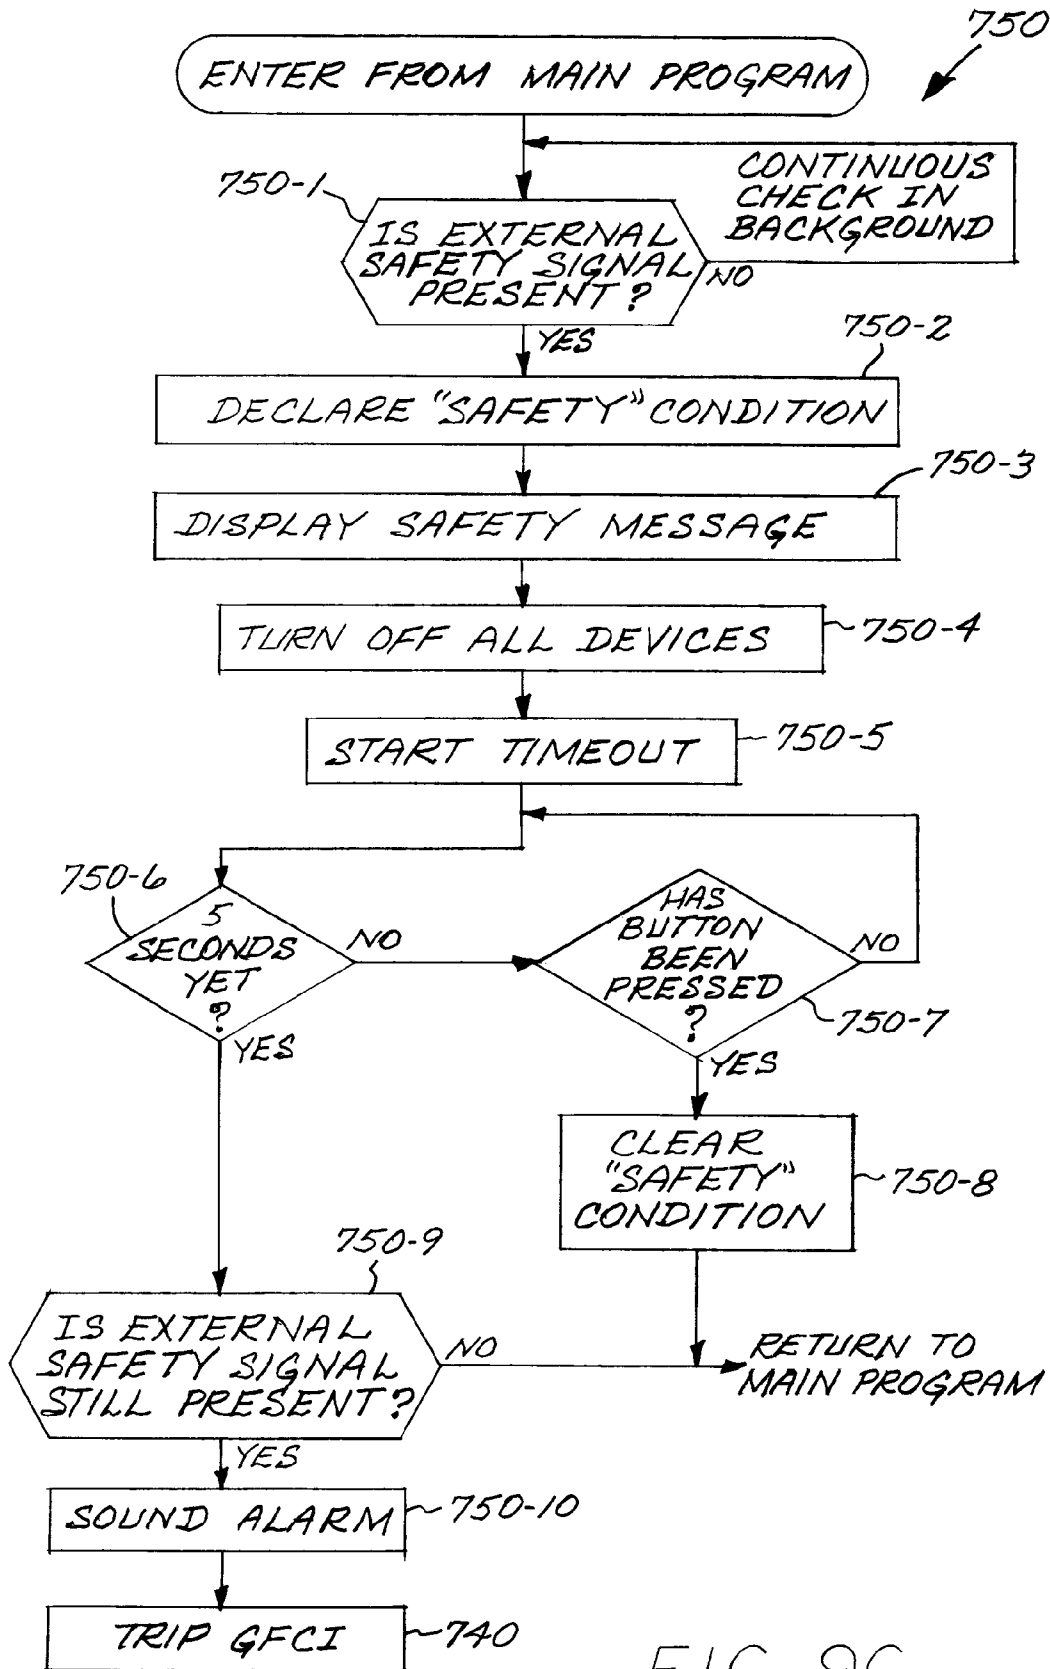 750
ENTER FROM MAIN PROGRAM
CONTINUOUS
CHECK IN
BACKGROUND
750-1
IS EXTERNAL
SAFETY SIGNAL
PRESENT?
NO
YES
750-2
DECLARE "SAFETY" CONDITION
750-3
DISPLAY SAFETY MESSAGE
TURN OFF ALL DEVICES
750-4
START TIMEOUT
750-5
750-6
5
SECONDS
YET
?
NO
YES
HAS
BUTTON
BEEN
PRESSED
?
NO
750-7
YES
CLEAR
"SAFETY"
CONDITION
750-8
750-9
IS EXTERNAL
SAFETY SIGNAL
STILL PRESENT?
NO
RETURN TO
MAIN PROGRAM
YES
SOUND ALARM
750-10
TRIP GFCI
740